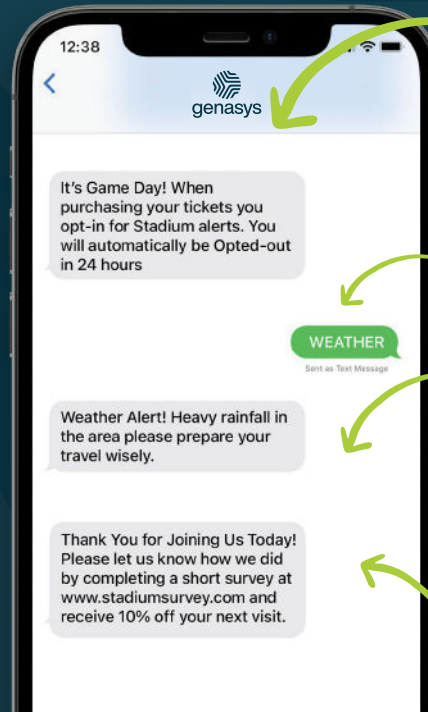 12:38
genasys
It's Game Day! When
purchasing your tickets you
opt-in for Stadium alerts. You
will automatically be Opted-out
in 24 hours
WEATHER
Sent as Text Message
Weather Alert! Heavy rainfall in
the area please prepare your
travel wisely.
Thank You for Joining Us Today!
Please let us know how we did
by completing a short survey at
www.stadiumsurvey.com and
receive 10% off your next visit.